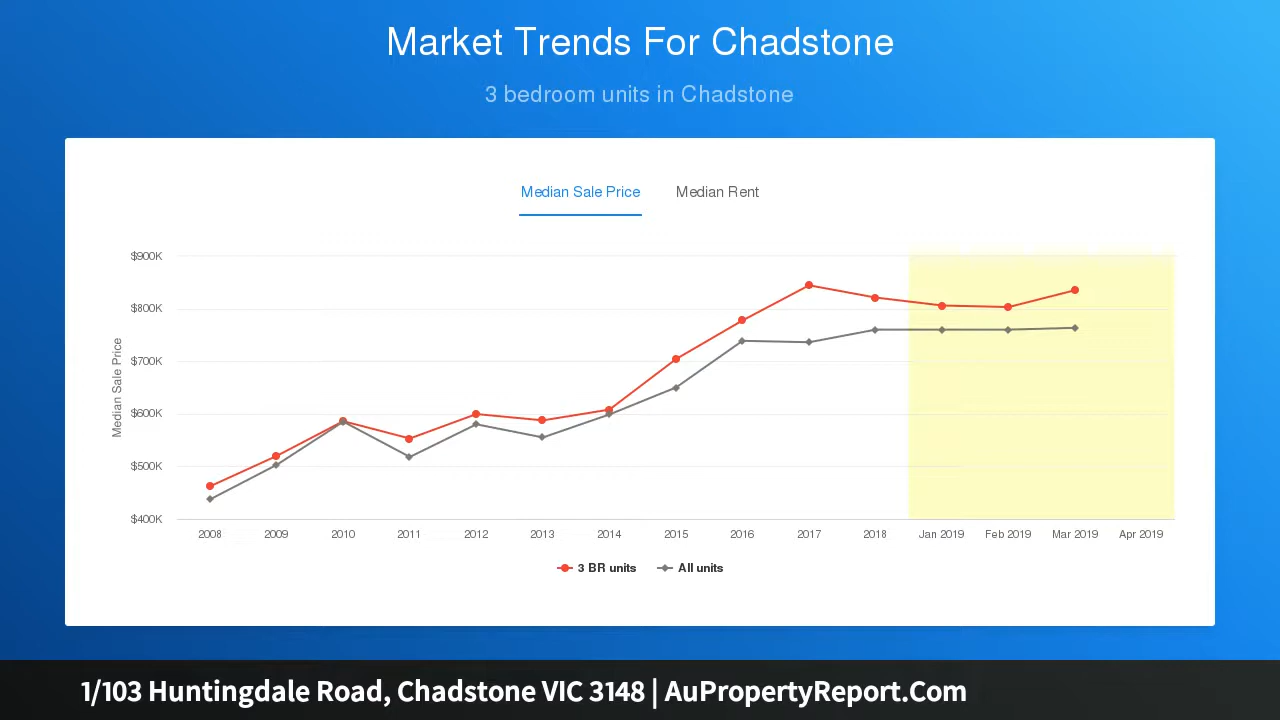 Market Trends For Chadstone
3 bedroom units in Chadstone
Median Sale Price Median Rent
$900K
$800K
$700K
$600K
$500K
$400K
Median Sale Price
2008 2009 2010 2011 2012 2013 2014 2015 2016 2017 2018 Jan 2019 Feb 2019 Mar 2019 Apr 2019
3 BR units All units
1/103 Huntingdale Road, Chadstone VIC 3148 | AuPropertyReport.Com